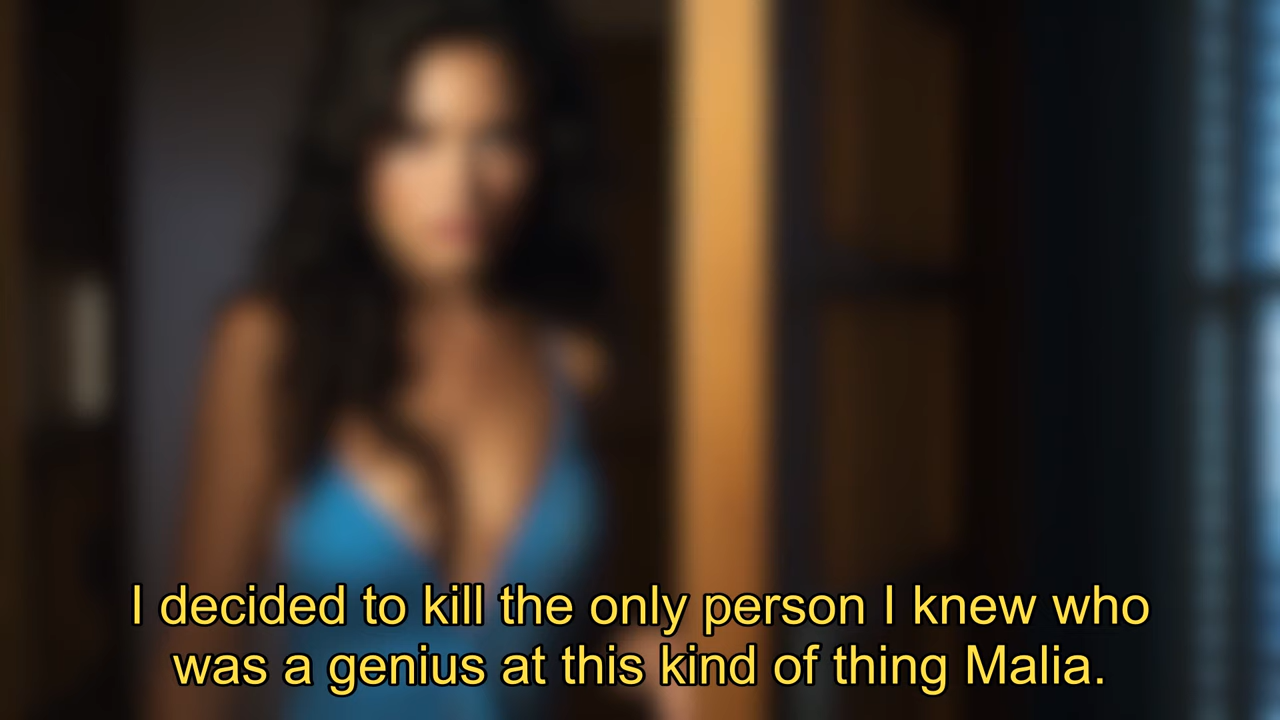 I decided to kill the only person I knew who
was a genius at this kind of thing Malia.